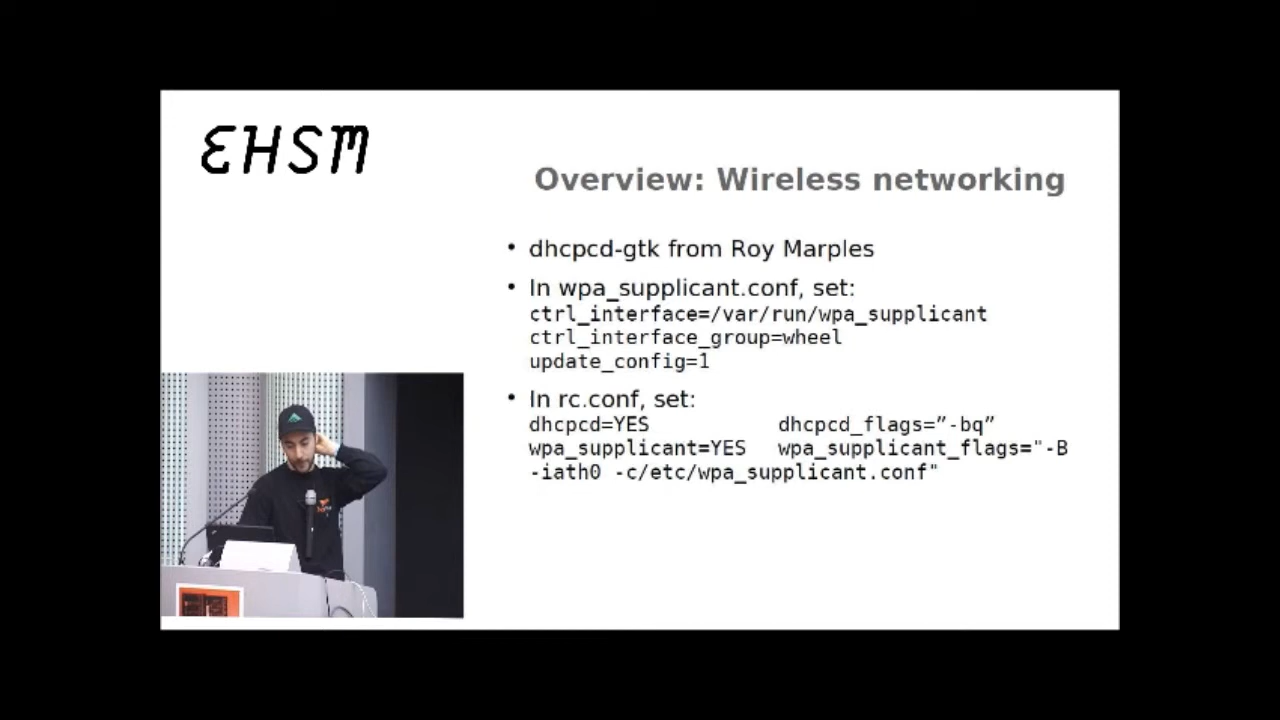 EHSM
Overview: Wireless networking
• dhcpcd-gtk from Roy Marples
• In wpa_supplicant.conf, set:
ctrl_interface=/var/run/wpa_supplicant
ctrl_interface_group=wheel
update_config=1
• In rc.conf, set:
dhcpcd=YES dhcpcd_flags=”-bq”
wpa_supplicant=YES wpa_supplicant_flags="-B
-iath0 -c/etc/wpa_supplicant.conf"